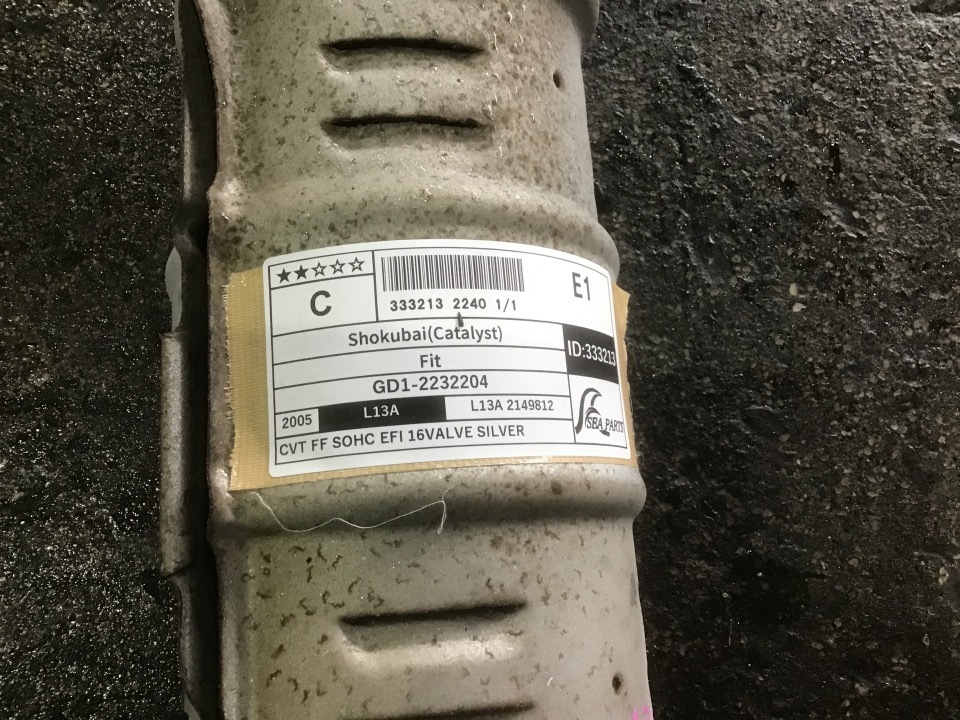 ★★☆☆☆
C
333213 2240 1/1
E1
Shokubai(Catalyst)
Fit
ID:333213
GD1-2232204
2005 L13A L13A 2149812
SEA PARTS
CVT FF SOHC EFI 16VALVE SILVER